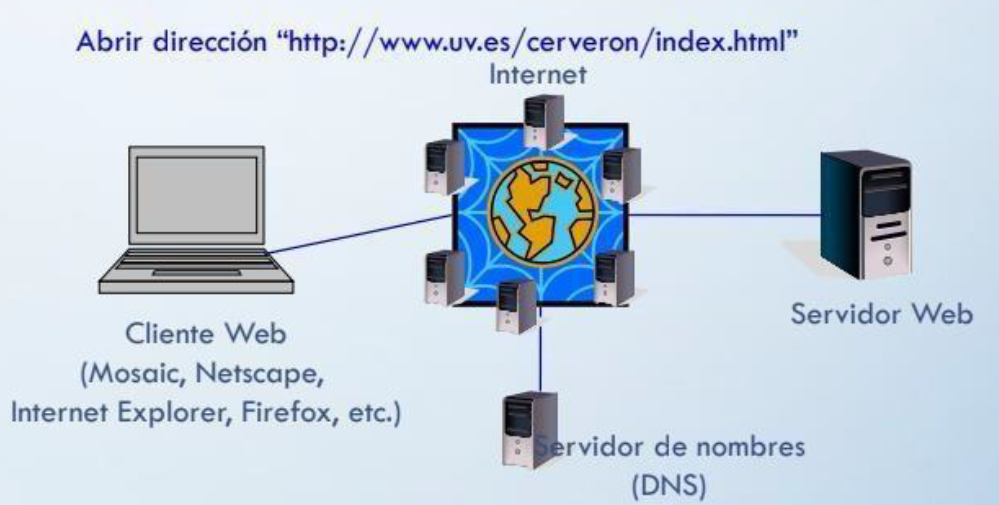 Abrir dirección “http://www.uv.es/cerveron/index.html”
Internet
Cliente Web
(Mosaic, Netscape,
Internet Explorer, Firefox, etc.)
Servidor Web
Servidor de nombres
(DNS)